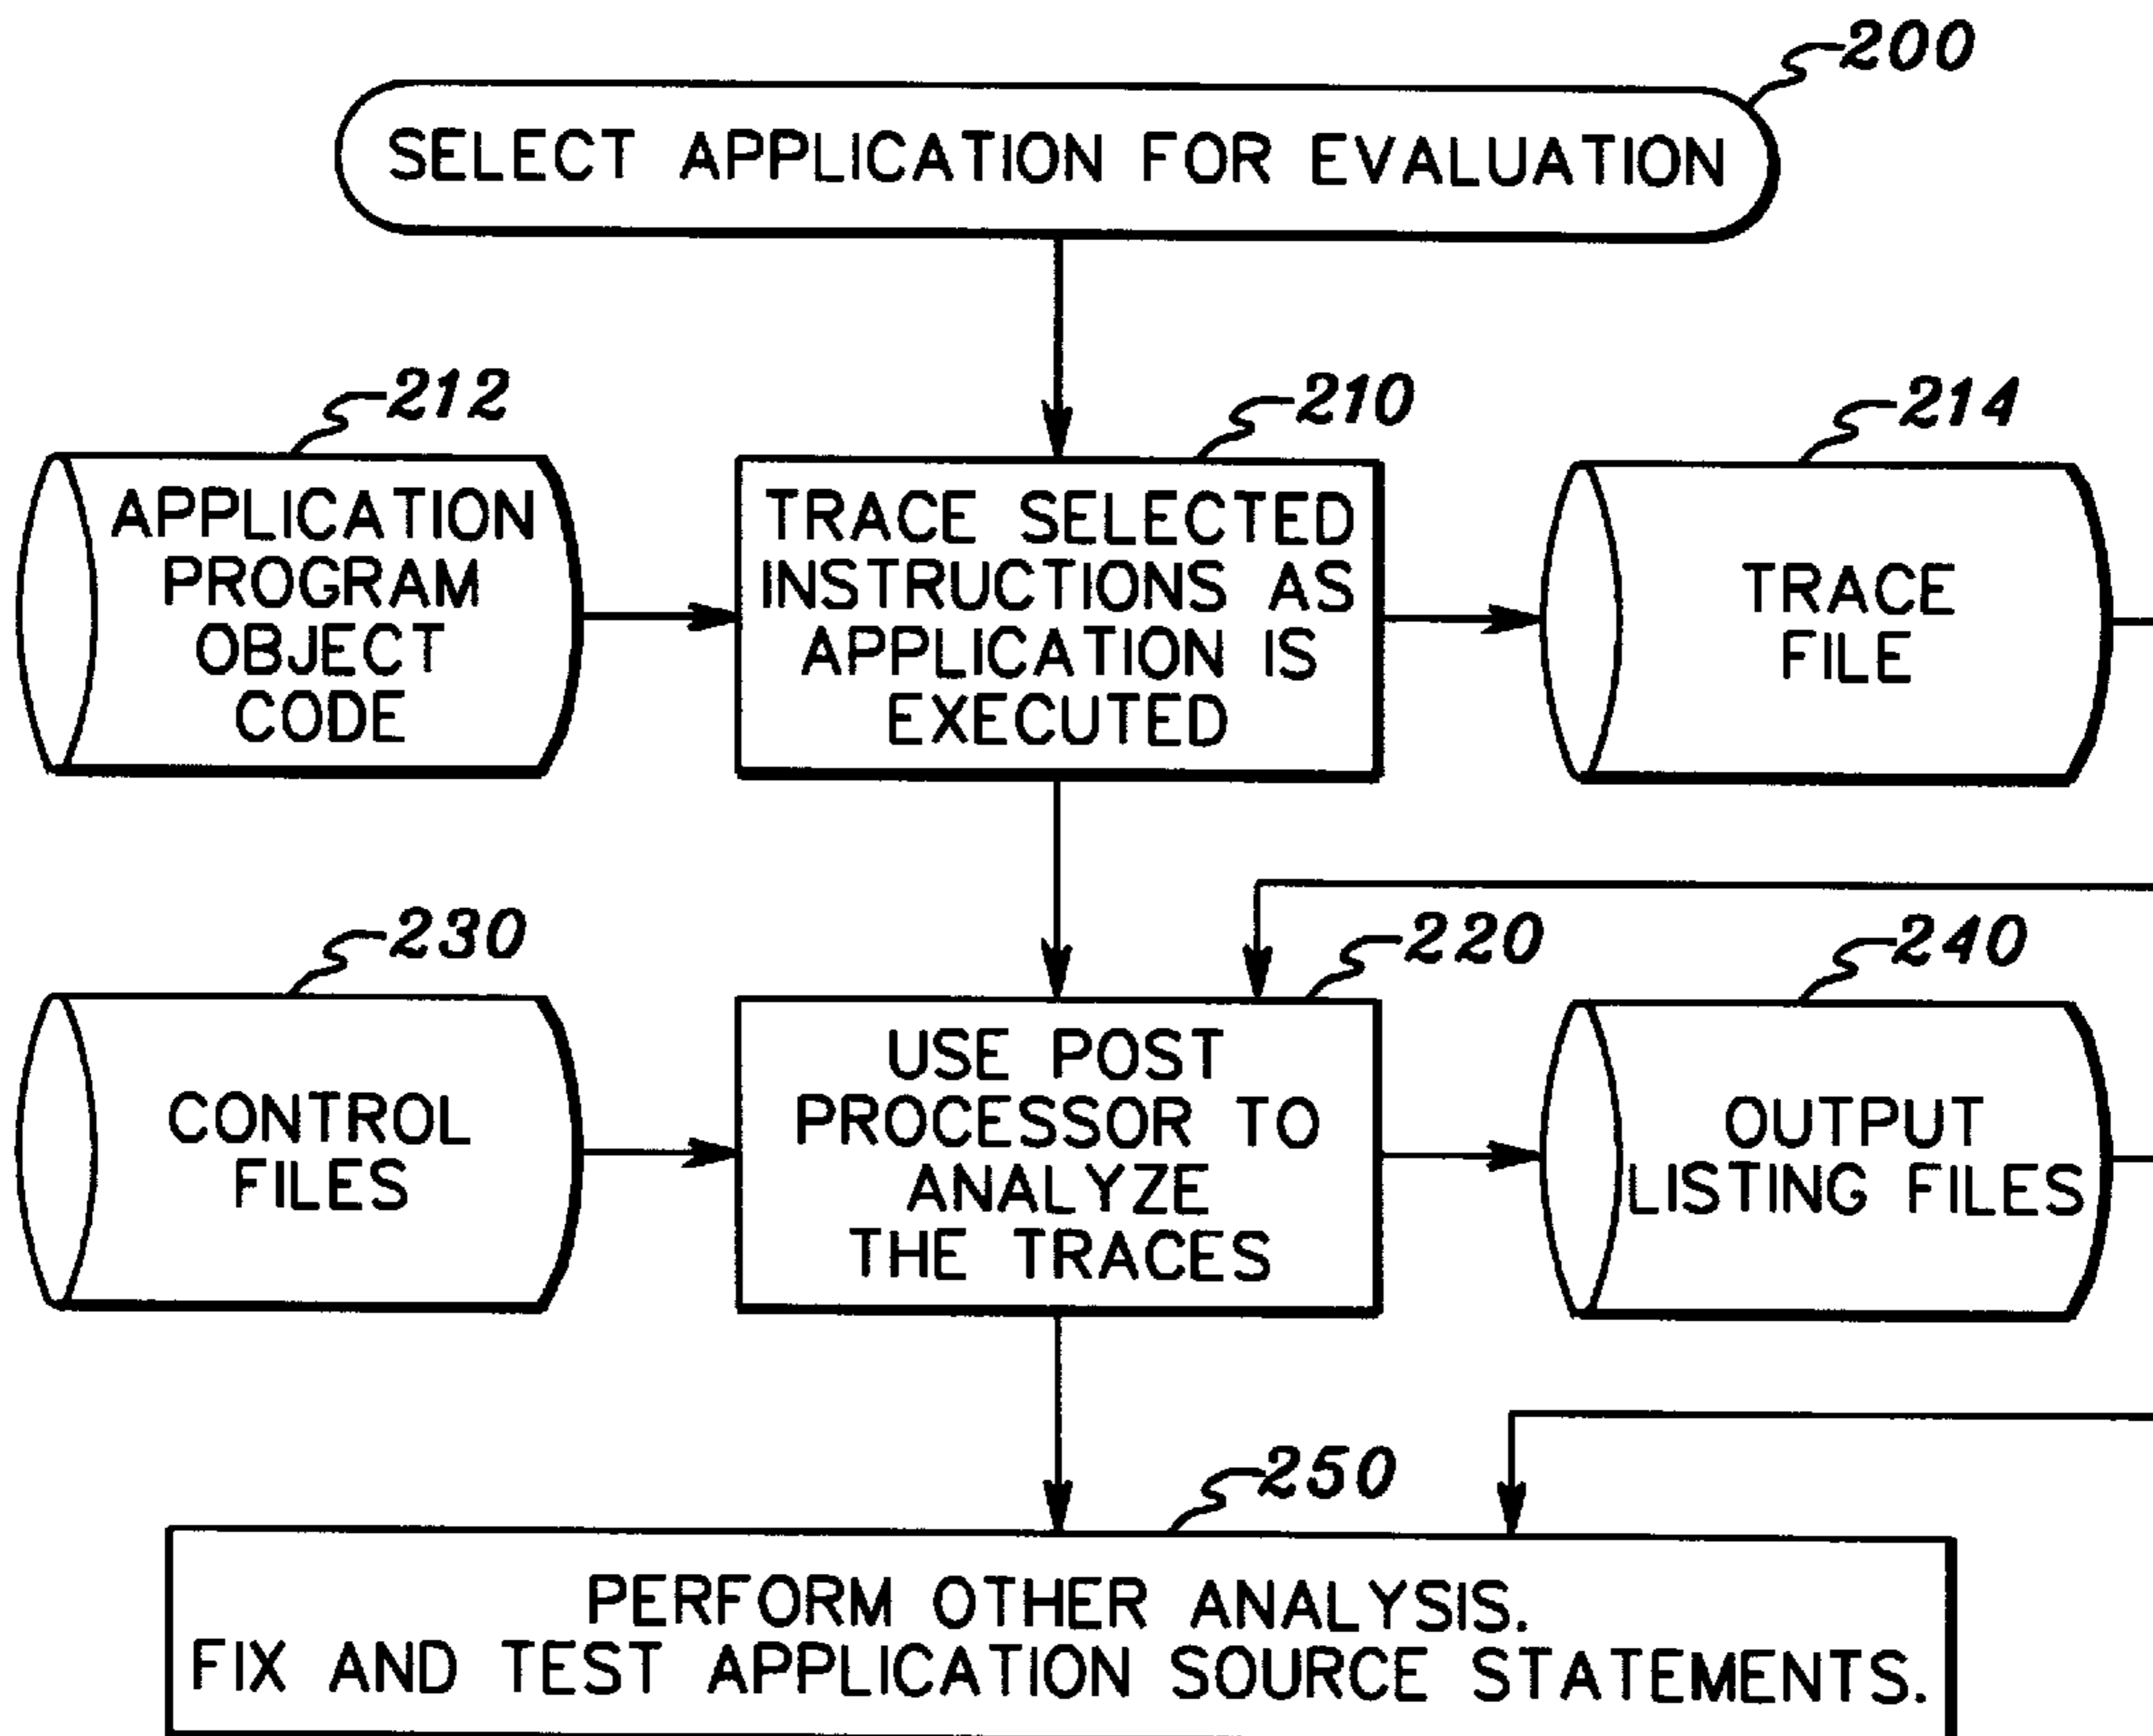 200
SELECT APPLICATION FOR EVALUATION
212
APPLICATION
PROGRAM
OBJECT
CODE
210
TRACE SELECTED
INSTRUCTIONS AS
APPLICATION IS
EXECUTED
214
TRACE
FILE
230
CONTROL
FILES
220
USE POST
PROCESSOR TO
ANALYZE
THE TRACES
240
OUTPUT
LISTING FILES
250
PERFORM OTHER ANALYSIS.
FIX AND TEST APPLICATION SOURCE STATEMENTS.